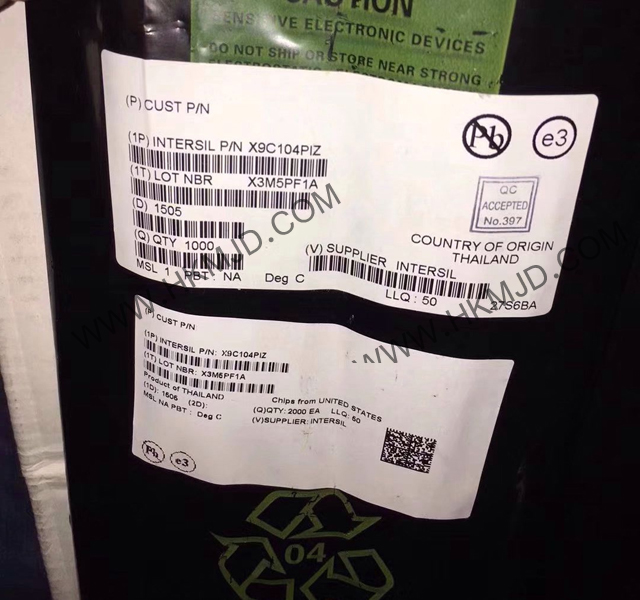 CAUTION
SENSITIVE ELECTRONIC DEVICES
DO NOT SHIP OR STORE NEAR STRONG
(P) CUST P/N
(1P) INTERSIL P/N X9C104PIZ
(1T) LOT NBR X3M5PF1A
(D) 1505
(Q) QTY 1000
MSL 1 PBT: NA Deg C
(V) SUPPLIER INTERSIL
LLQ : 50
Pb
e3
QC
ACCEPTED
No.397
COUNTRY OF ORIGIN
THAILAND
27S6BA
WWW.HKMJD.COM
WWW.HKMJD.COM
(P) CUST P/N
(1P) INTERSIL P/N: X9C104PIZ
(1T) LOT NBR: X3M5PF1A
Product of THAILAND
(1D): 1505 (2D):
MSL NA PBT : Deg C
Chips from UNITED STATES
(Q)QTY: 2000 EA LLQ: 50
(V)SUPPLIER: INTERSIL
Pb
e3
04